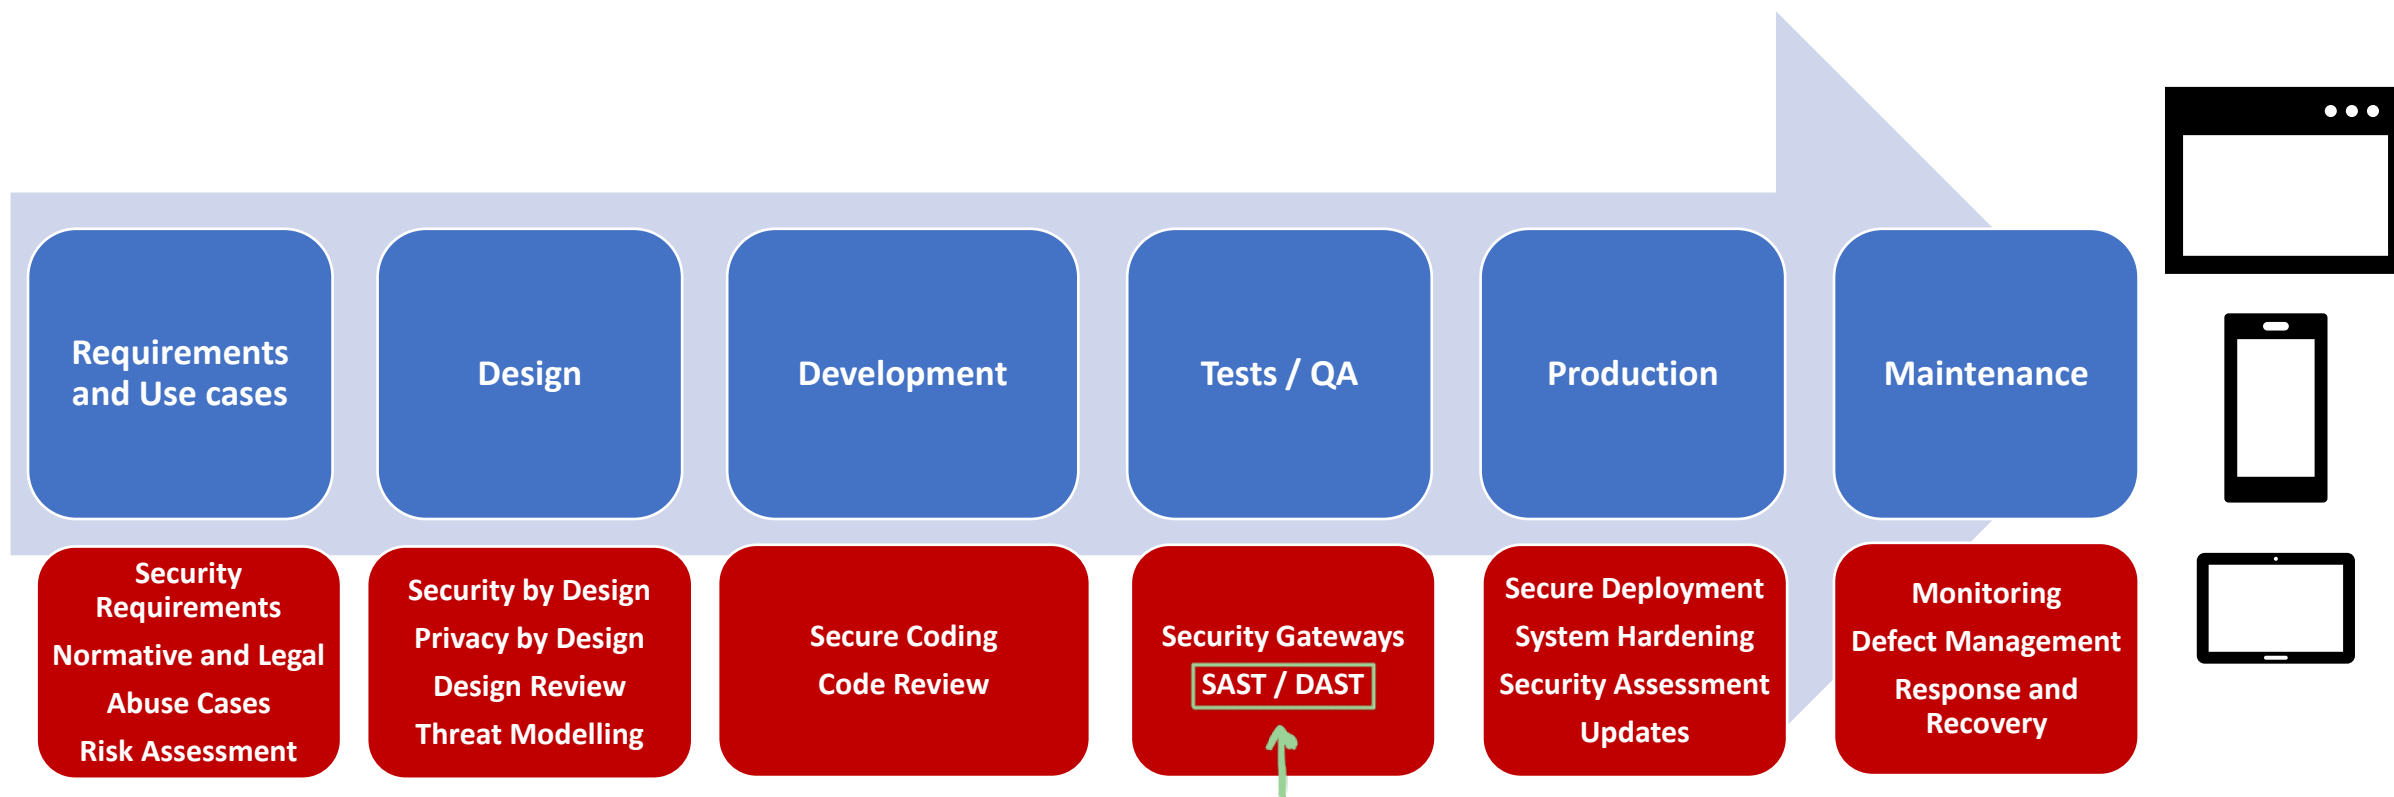 Requirements
and Use cases
Design
Development
Tests / QA
Production
Maintenance
Security
Requirements
Normative and Legal
Abuse Cases
Risk Assessment
Security by Design
Privacy by Design
Design Review
Threat Modelling
Secure Coding
Code Review
Security Gateways
SAST / DAST
Secure Deployment
System Hardening
Security Assessment
Updates
Monitoring
Defect Management
Response and
Recovery